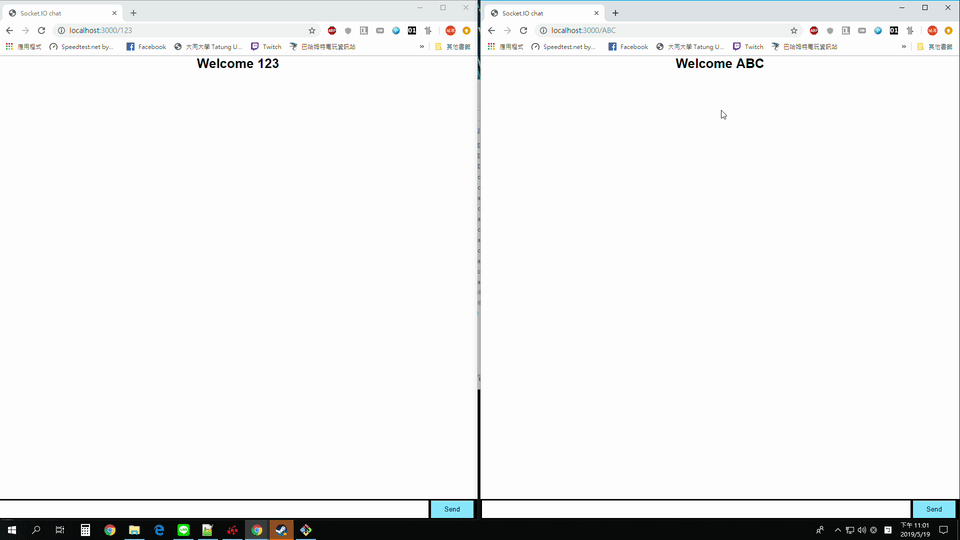 Socket.IO chat
localhost:3000/123
應用程式 Speedtest.net by... Facebook 大同大學 Tatung U... Twitch 巴哈姆特電玩資訊站 » 其他書籤
Welcome 123
Send
Socket.IO chat
localhost:3000/ABC
應用程式 Speedtest.net by... Facebook 大同大學 Tatung U... Twitch 巴哈姆特電玩資訊站 » 其他書籤
Welcome ABC
Send
下午 11:01
2019/5/19